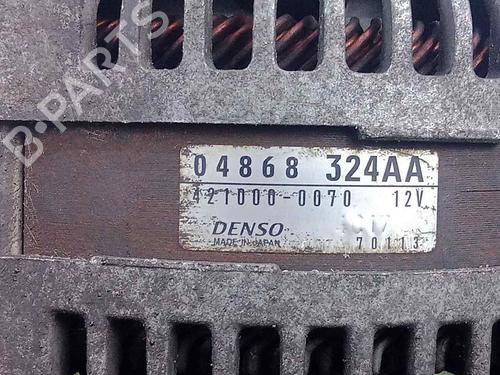 B-PARTS
04868 324AA
421000-0070 12V
DENSO
MADE IN JAPAN 70113